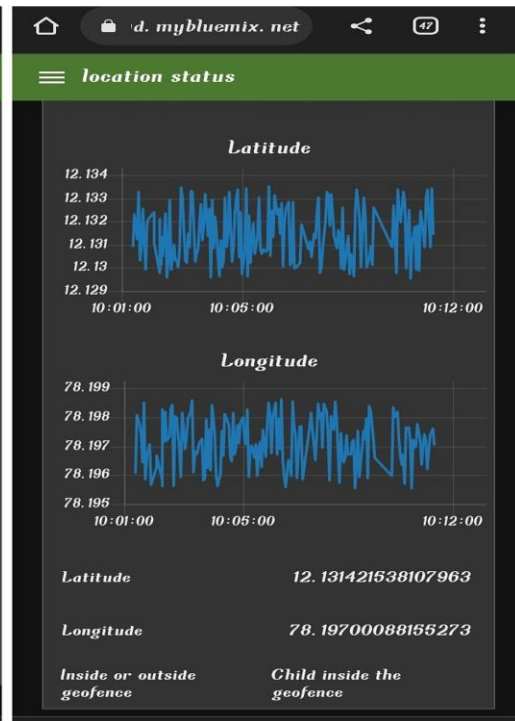 d. mybluemix. net
47
location status
Latitude
12.134
12.133
12.132
12.131
12.13
12.129
10:01:00 10:05:00 10:12:00
Longitude
78.199
78.198
78.197
78.196
78.195
10:01:00 10:05:00 10:12:00
Latitude 12.131421538107963
Longitude 78.19700088155273
Inside or outside Child inside the
geofence geofence